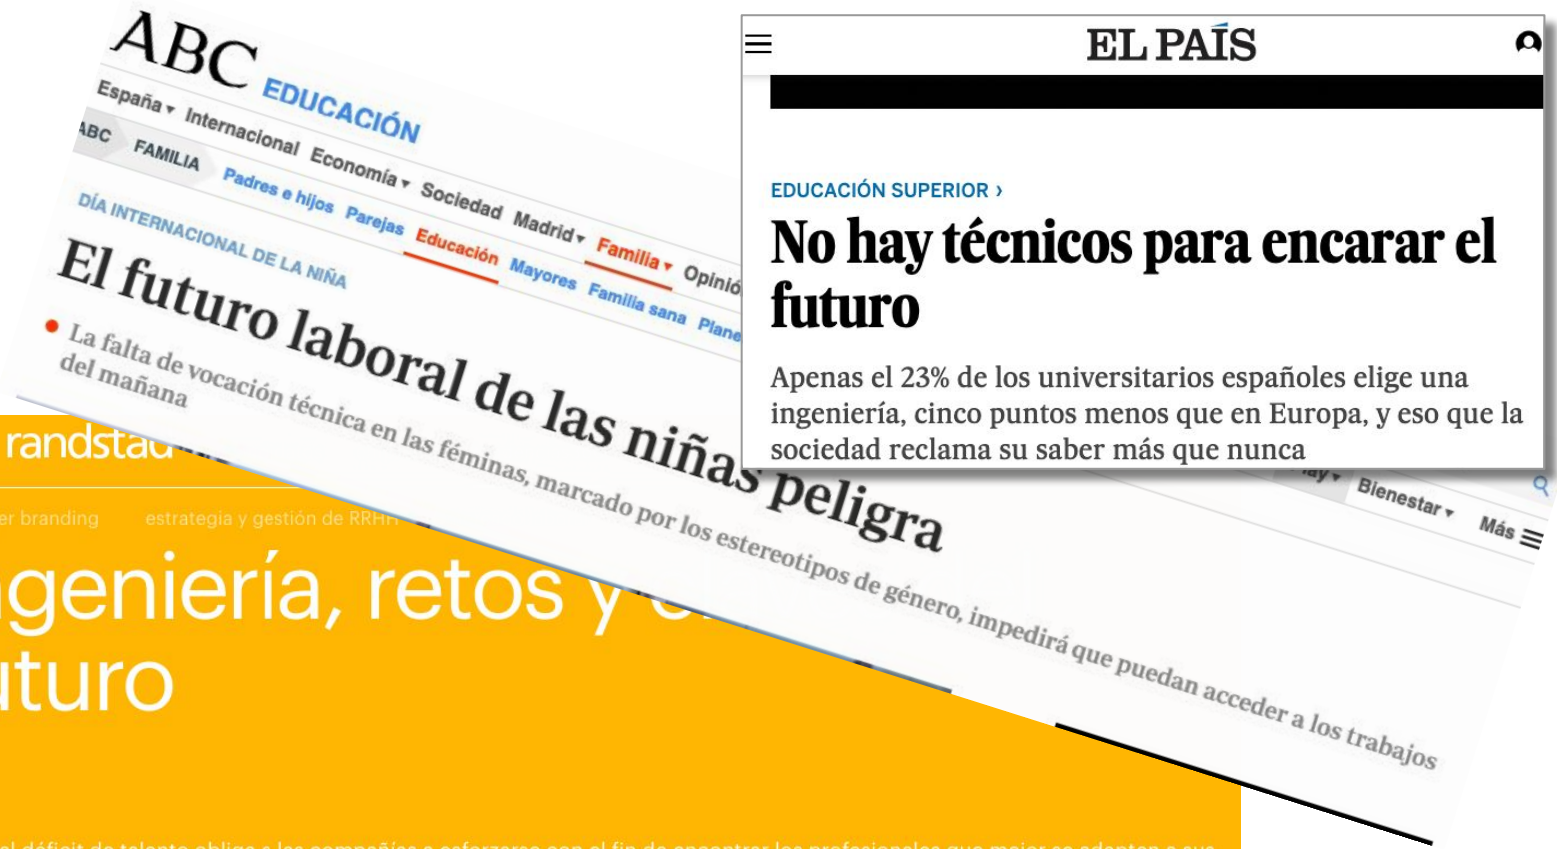 ABC EDUCACIÓN
España Internacional Economía Sociedad Madrid Familia
ABC FAMILIA Padres e hijos Parejas Educación Mayores Familia sana
Bienestar Más
DÍA INTERNACIONAL DE LA NIÑA
El futuro laboral de las niñas peligra
La falta de vocación técnica en las féminas, marcado por los estereotipos de género, impedirá que puedan acceder a los trabajos
del mañana
EL PAÍS
EDUCACIÓN SUPERIOR ›
No hay técnicos para encarar el
futuro
Apenas el 23% de los universitarios españoles elige una
ingeniería, cinco puntos menos que en Europa, y eso que la
sociedad reclama su saber más que nunca
randstad
branding estrategia y gestión de RRHH
geniería, retos y
uturo